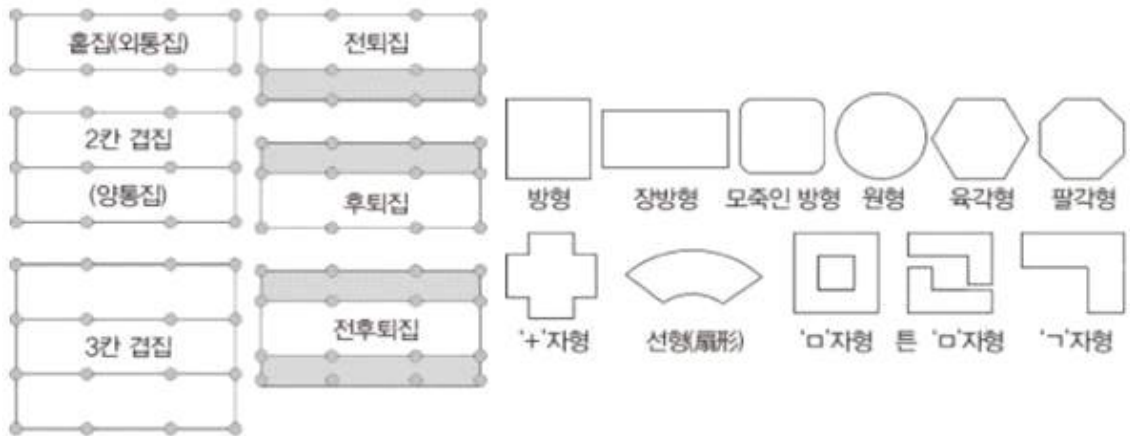 홑집(외통집)
전퇴집
2칸 겹집
(양통집)
후퇴집
3칸 겹집
전후퇴집
방형 장방형 모죽인 방형 원형 육각형 팔각형
'+'자형 선형(扇形) 'ㅁ'자형 튼 'ㅁ'자형 'ㄱ'자형